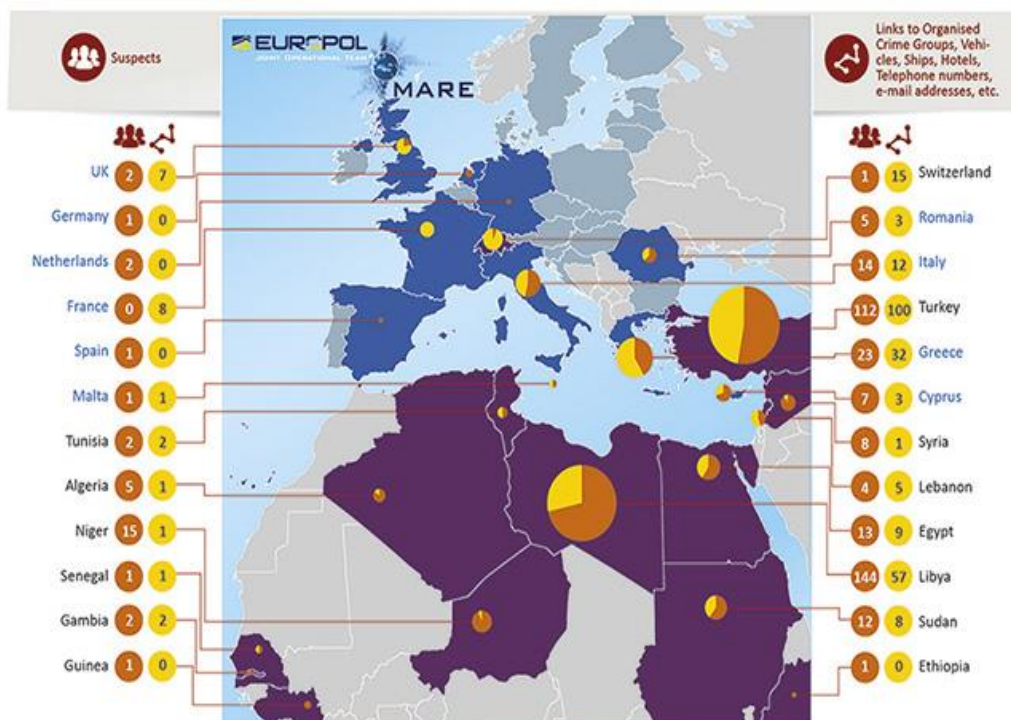 Suspects
EUROPOL
JOINT OPERATIONAL TEAM
MARE
Links to Organised
Crime Groups, Vehi-
cles, Ships, Hotels,
Telephone numbers,
e-mail addresses, etc.
UK 2 7
Germany 1 0
Netherlands 2 0
France 0 8
Spain 1 0
Malta 1 1
Tunisia 2 2
Algeria 5 1
Niger 15 1
Senegal 1 1
Gambia 2 2
Guinea 1 0
1 15 Switzerland
5 3 Romania
14 12 Italy
112 100 Turkey
23 32 Greece
7 3 Cyprus
8 1 Syria
4 5 Lebanon
13 9 Egypt
144 57 Libya
12 8 Sudan
1 0 Ethiopia